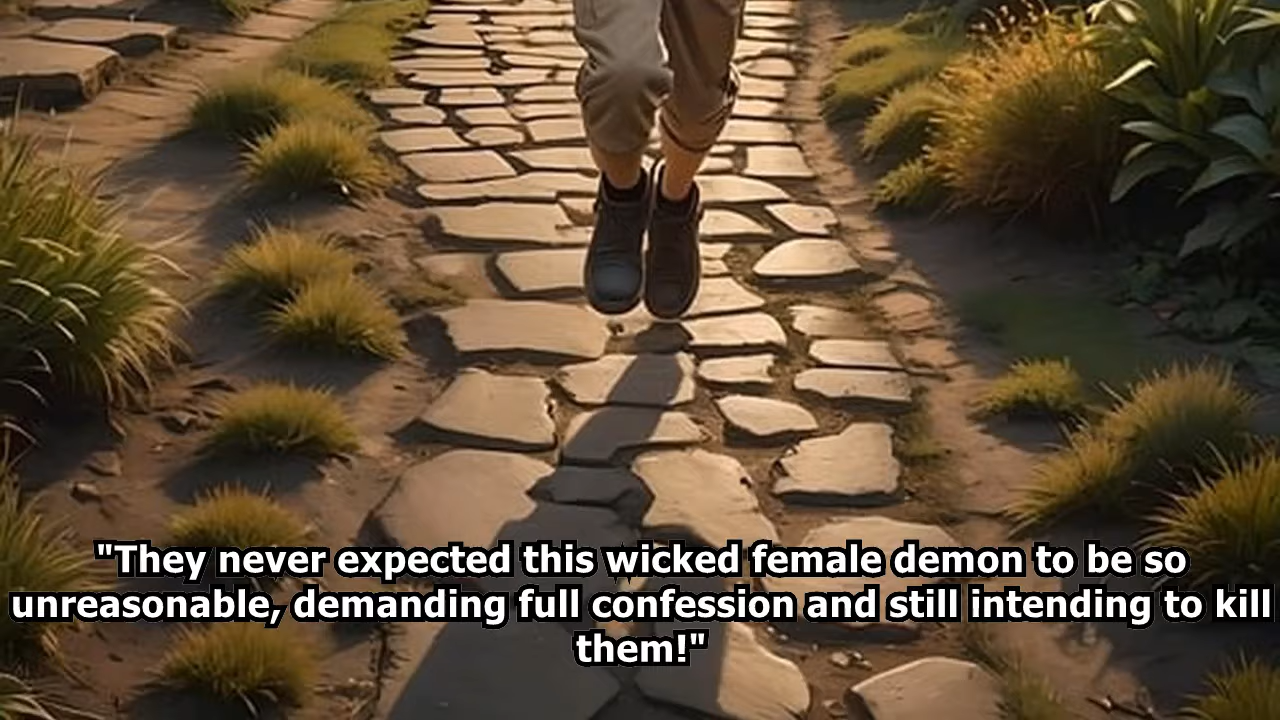 "They never expected this wicked female demon to be so
unreasonable, demanding full confession and still intending to kill
them!"